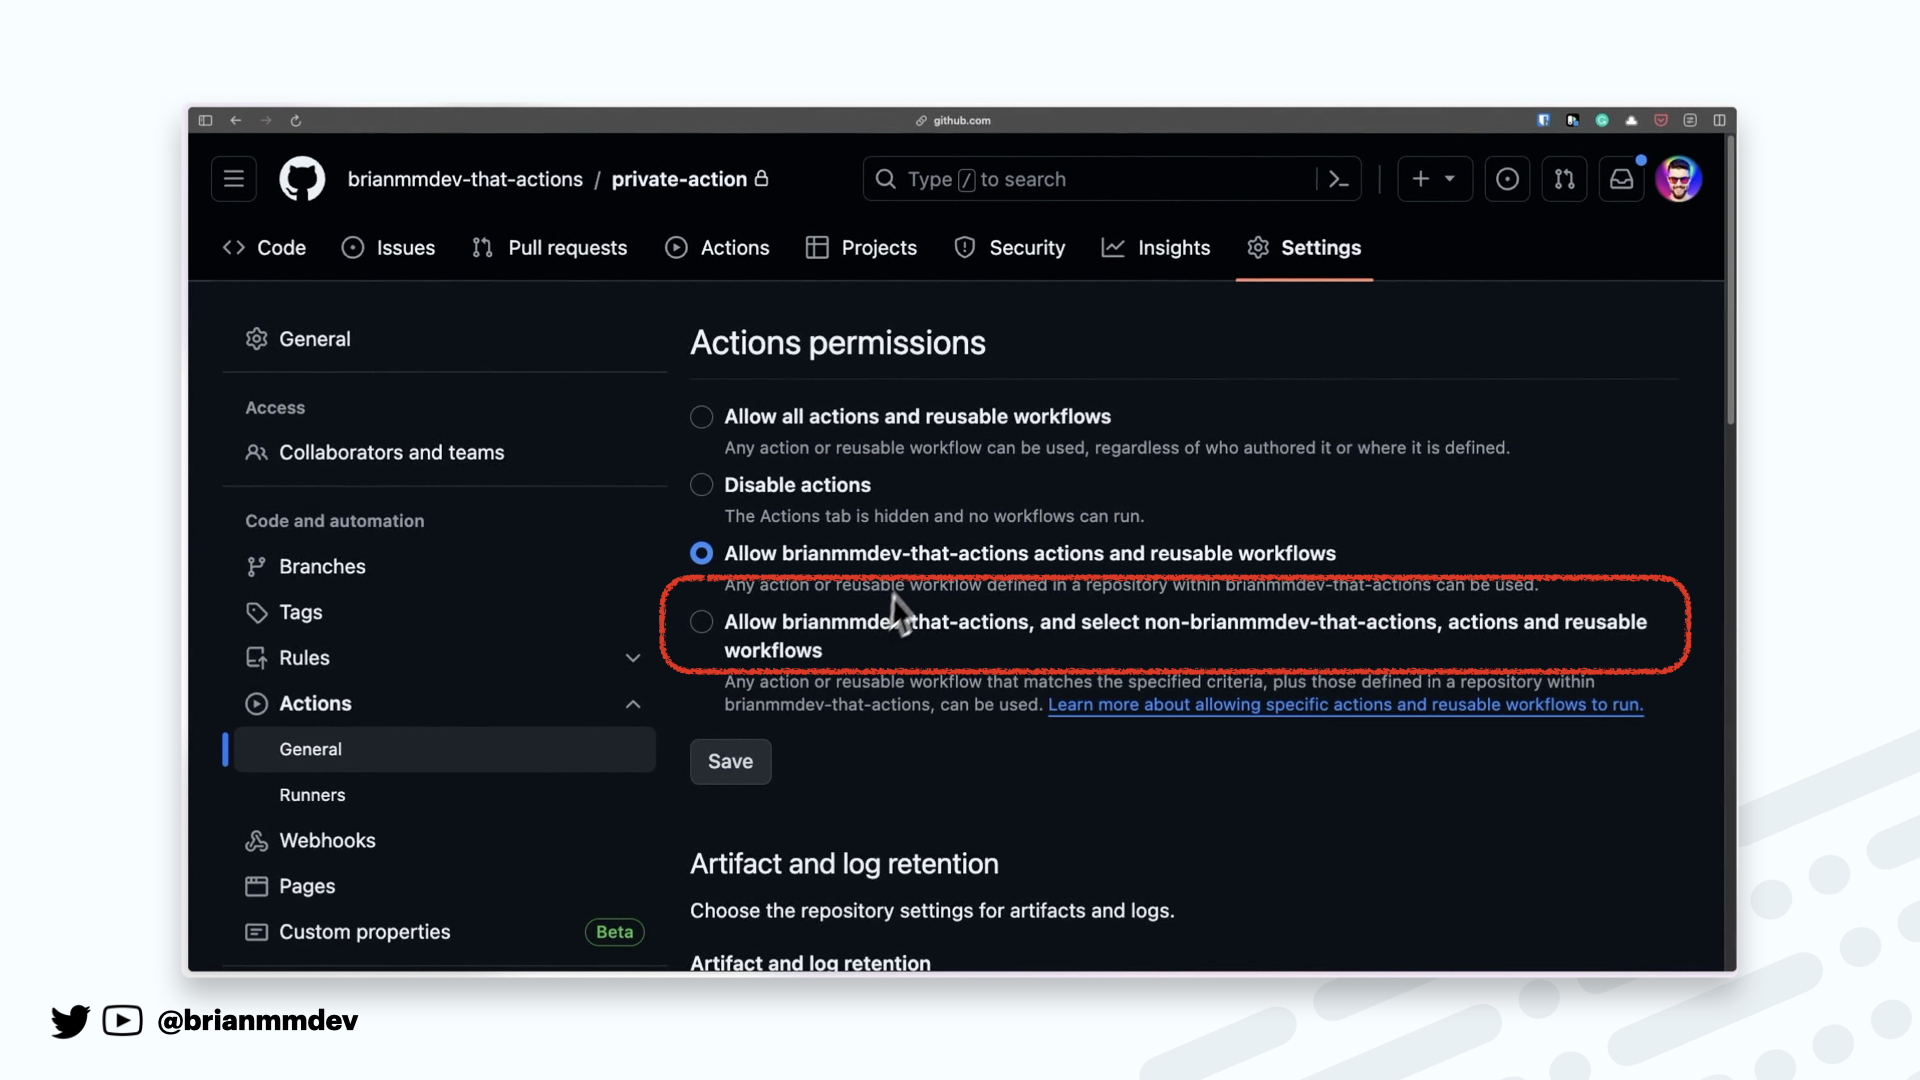 github.com
brianmmdev-that-actions / private-action
Type / to search
Code
Issues
Pull requests
Actions
Projects
Security
Insights
Settings
General
Access
Collaborators and teams
Code and automation
Branches
Tags
Rules
Actions
General
Runners
Webhooks
Pages
Custom properties
Beta
Actions permissions
Allow all actions and reusable workflows
Any action or reusable workflow can be used, regardless of who authored it or where it is defined.
Disable actions
The Actions tab is hidden and no workflows can run.
Allow brianmmdev-that-actions actions and reusable workflows
Any action or reusable workflow defined in a repository within brianmmdev-that-actions can be used.
Allow brianmmdev-that-actions, and select non-brianmmdev-that-actions, actions and reusable
workflows
Any action or reusable workflow that matches the specified criteria, plus those defined in a repository within
brianmmdev-that-actions, can be used. Learn more about allowing specific actions and reusable workflows to run.
Save
Artifact and log retention
Choose the repository settings for artifacts and logs.
Artifact and log retention
@brianmmdev